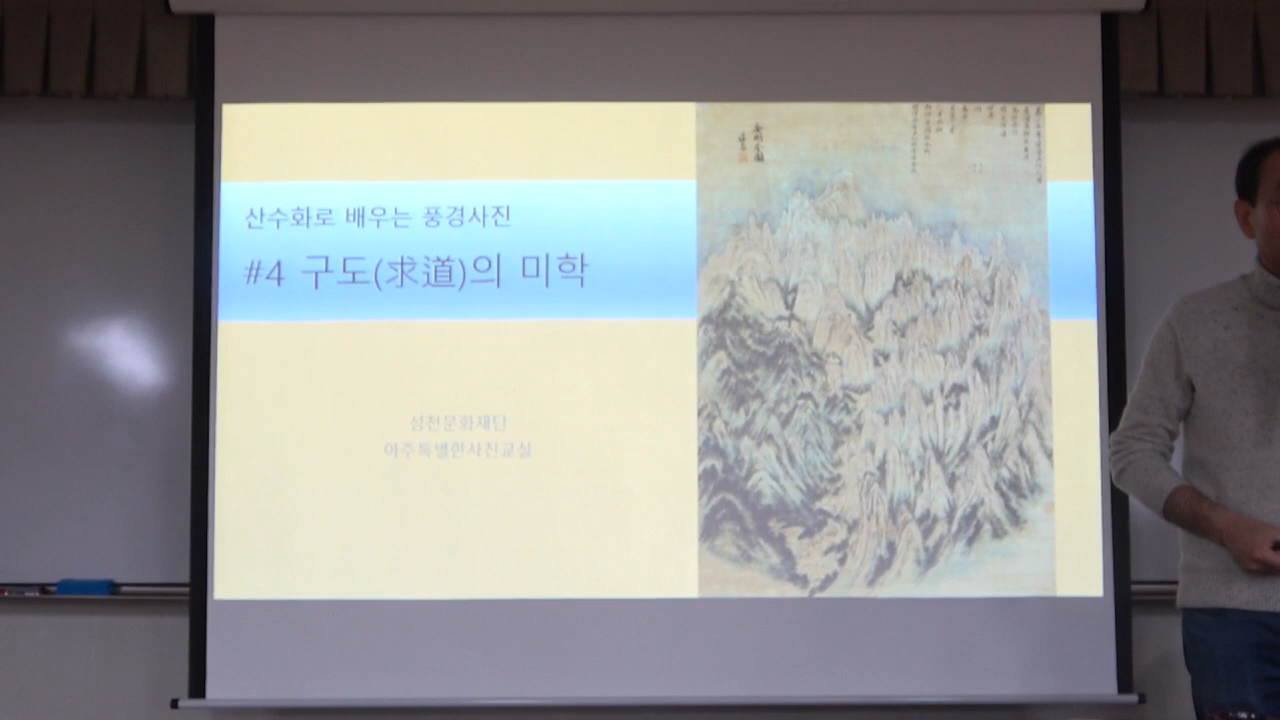 산수화로 배우는 풍경사진
#4 구도(求道)의 미학
성천문화재단
아주특별한사진교실